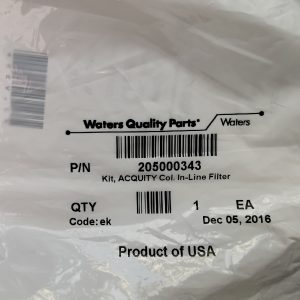 Waters Quality Parts® Waters
P/N 205000343
Kit, ACQUITY Col. In-Line Filter
QTY 1 EA
Code:ek Dec 05, 2016
Product of USA